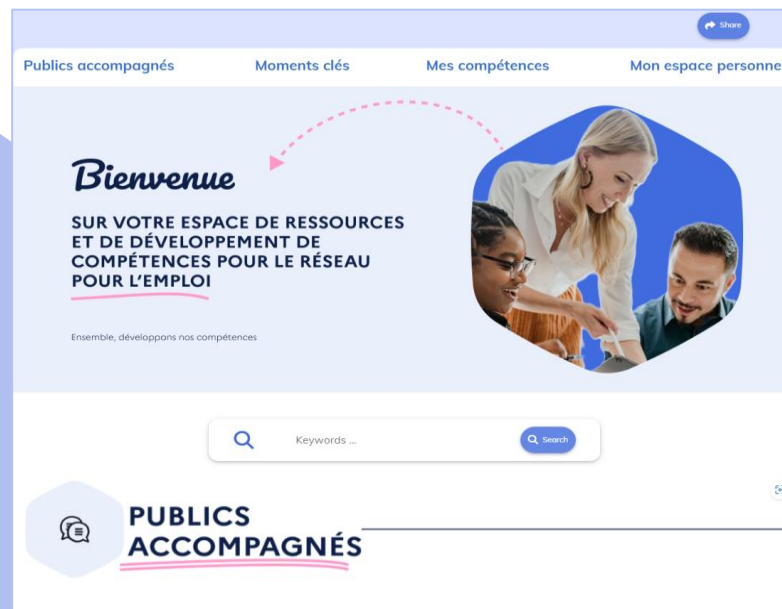 Share
Publics accompagnés Moments clés Mes compétences Mon espace personne
Bienvenue
SUR VOTRE ESPACE DE RESSOURCES
ET DE DÉVELOPPEMENT DE
COMPÉTENCES POUR LE RÉSEAU
POUR L'EMPLOI
Ensemble, développons nos compétences
Keywords ... Search
PUBLICS
ACCOMPAGNÉS